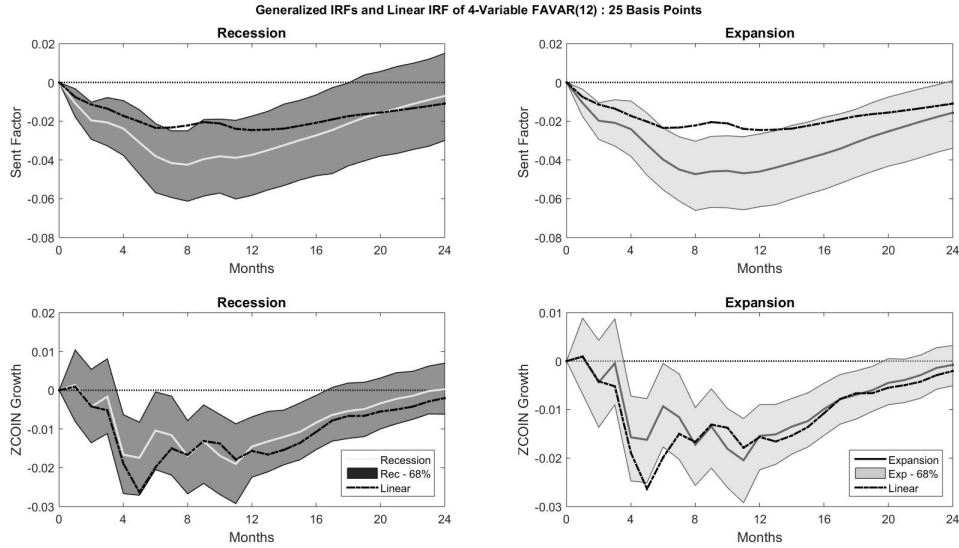 Generalized IRFs and Linear IRF of 4-Variable FAVAR(12) : 25 Basis Points
Recession
0.02
0
-0.02
-0.04
-0.06
-0.08
Sent Factor
0 4 8 12 16 20 24
Months
Expansion
0.02
0
-0.02
-0.04
-0.06
-0.08
Sent Factor
0 4 8 12 16 20 24
Months
Recession
0.02
0.01
0
-0.01
-0.02
-0.03
ZCOIN Growth
Recession
Rec - 68%
Linear
0 4 8 12 16 20 24
Months
Expansion
0.01
0
-0.01
-0.02
-0.03
ZCOIN Growth
Expansion
Exp - 68%
Linear
0 4 8 12 16 20 24
Months